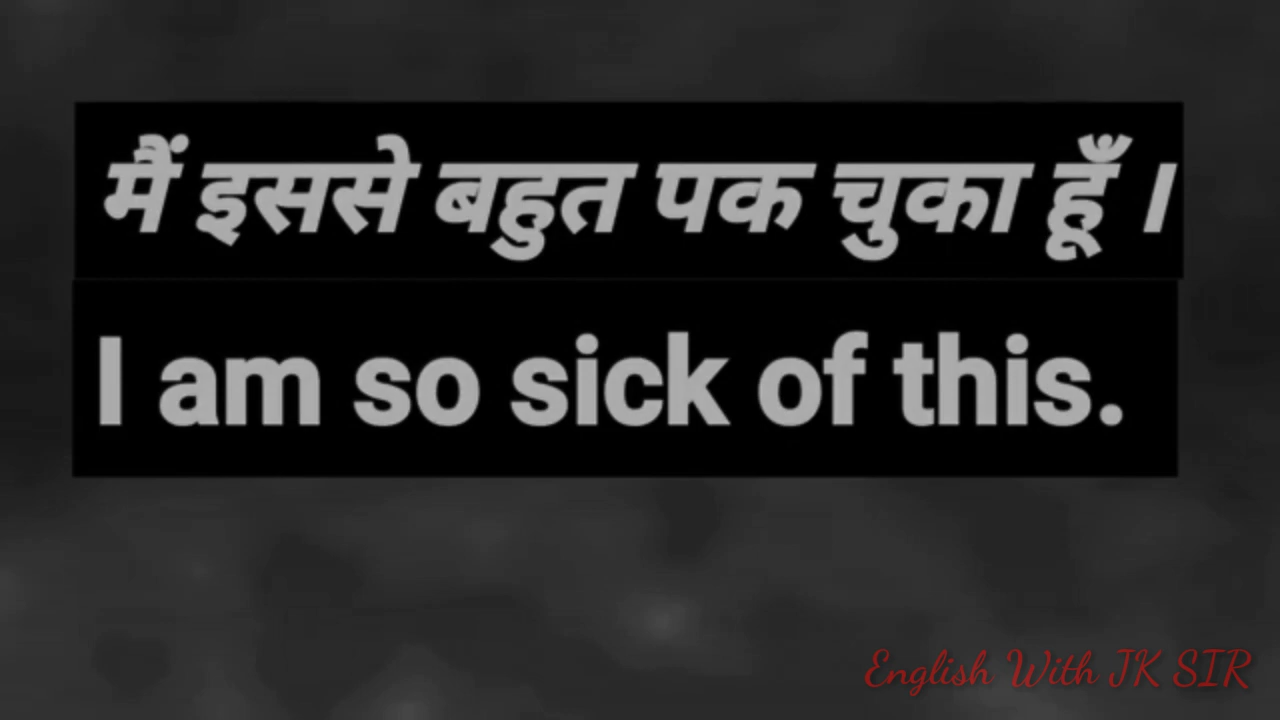 मैं इससे बहुत पक चुका हूँ ।
I am so sick of this.
English With JK SIR